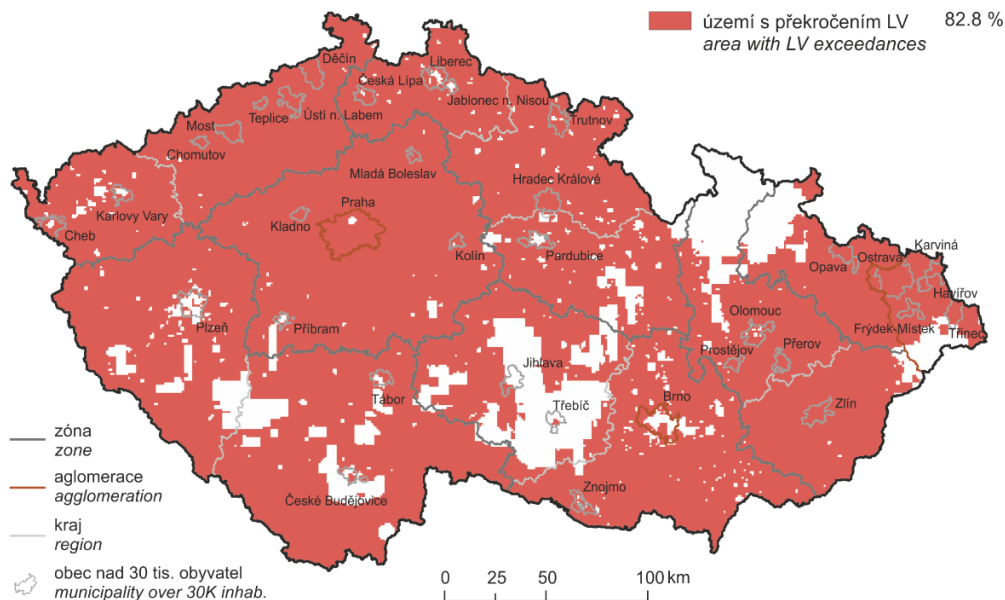 území s překročením LV 82.8 %
area with LV exceedances
Děčín
Liberec
Česká Lípa
Jablonec n. Nisou
Teplice
Ústí n. Labem
Most
Trutnov
Chomutov
Mladá Boleslav
Hradec Králové
Karlovy Vary
Praha
Kladno
Cheb
Kolín
Pardubice
Karviná
Ostrava
Opava
Havířov
Olomouc
Plzeň
Příbram
Frýdek-Místek
Třinec
Prostějov
Přerov
Jihlava
Tábor
Brno
Třebíč
Zlín
České Budějovice
Znojmo
zóna
zone
aglomerace
agglomeration
kraj
region
obec nad 30 tis. obyvatel
municipality over 30K inhab.
0 25 50 100 km